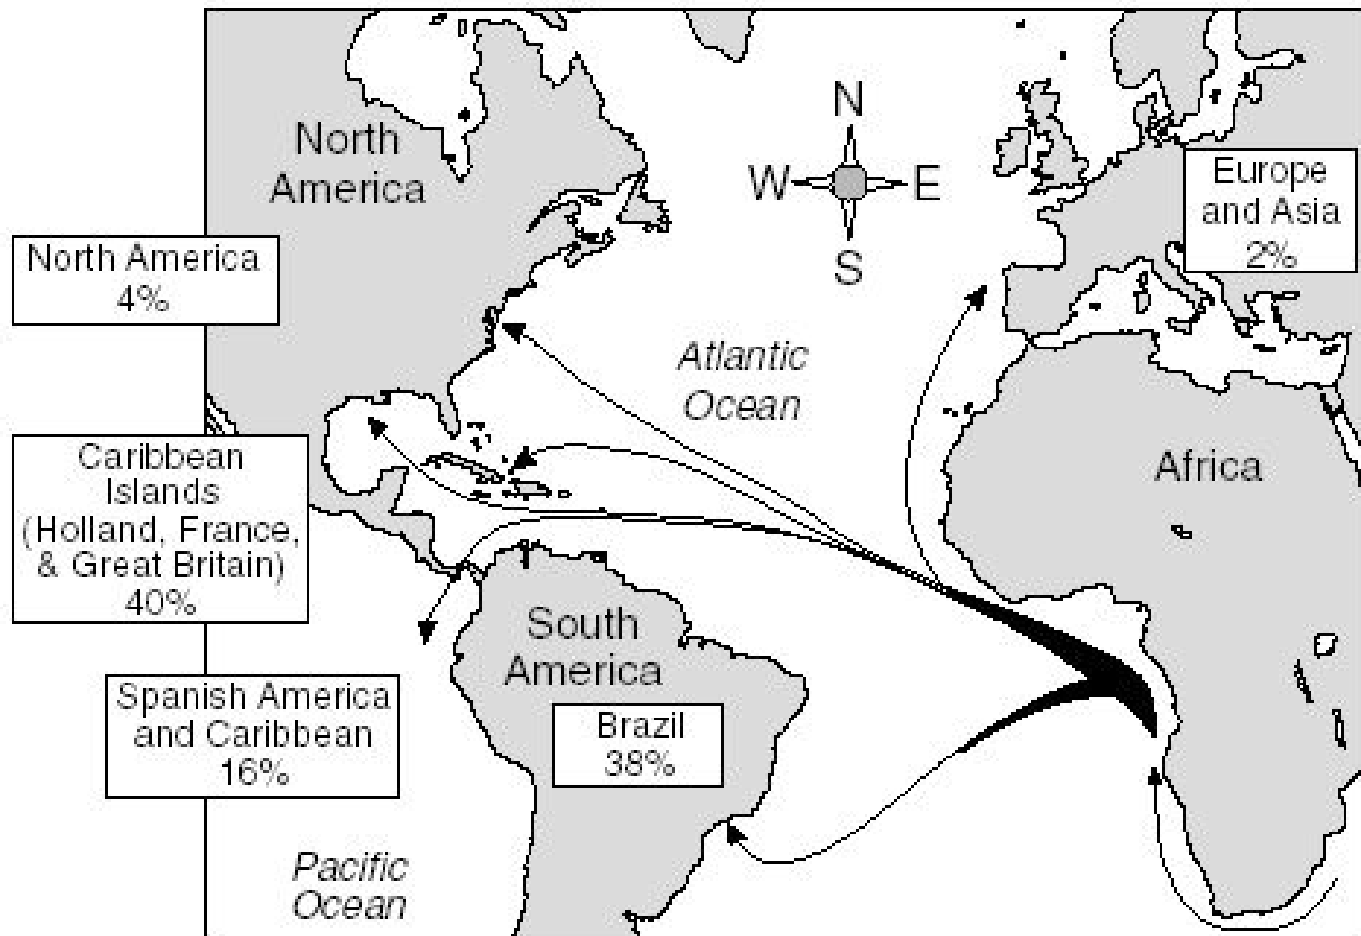 North
America
N
W
E
S
Europe
and Asia
2%
North America
4%
Atlantic
Ocean
Caribbean
Islands
(Holland, France,
& Great Britain)
40%
Africa
South
America
Spanish America
and Caribbean
16%
Brazil
38%
Pacific
Ocean